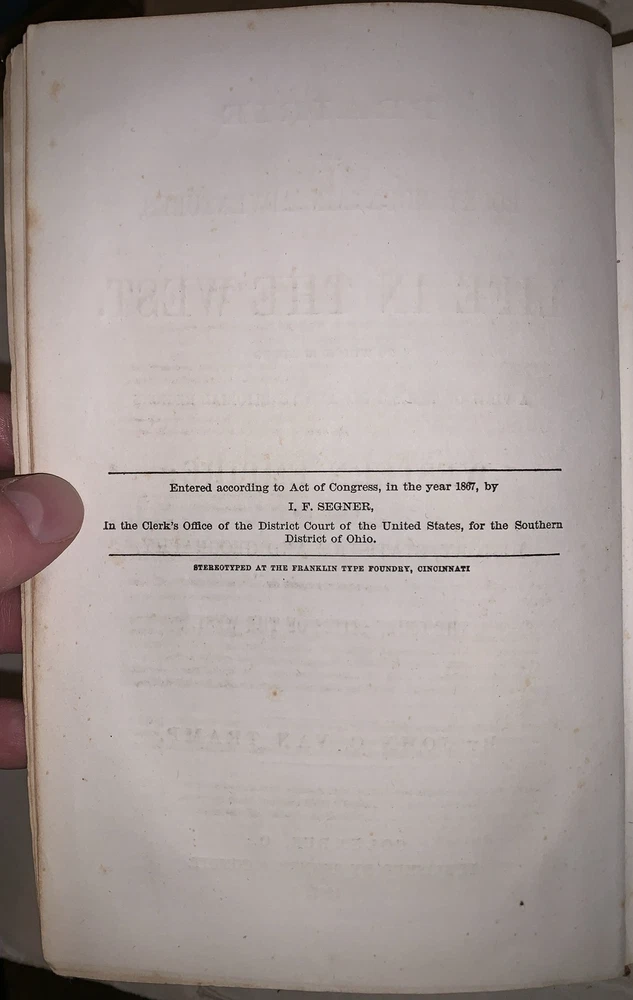 Entered according to Act of Congress, in the year 1867, by
I. F. SEGNER,
In the Clerk's Office of the District Court of the United States, for the Southern
District of Ohio.
STEREOTYPED AT THE FRANKLIN TYPE FOUNDRY, CINCINNATI